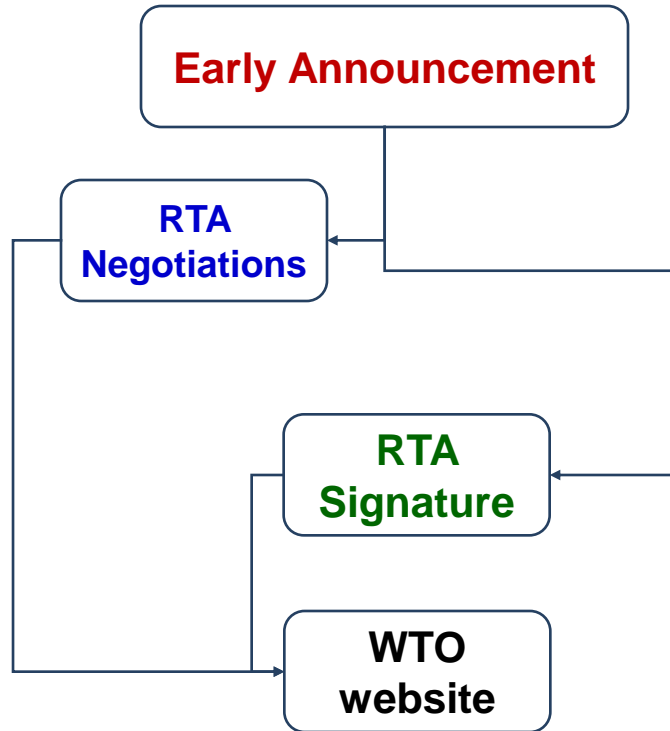 Early Announcement
RTA
Negotiations
RTA
Signature
WTO
website